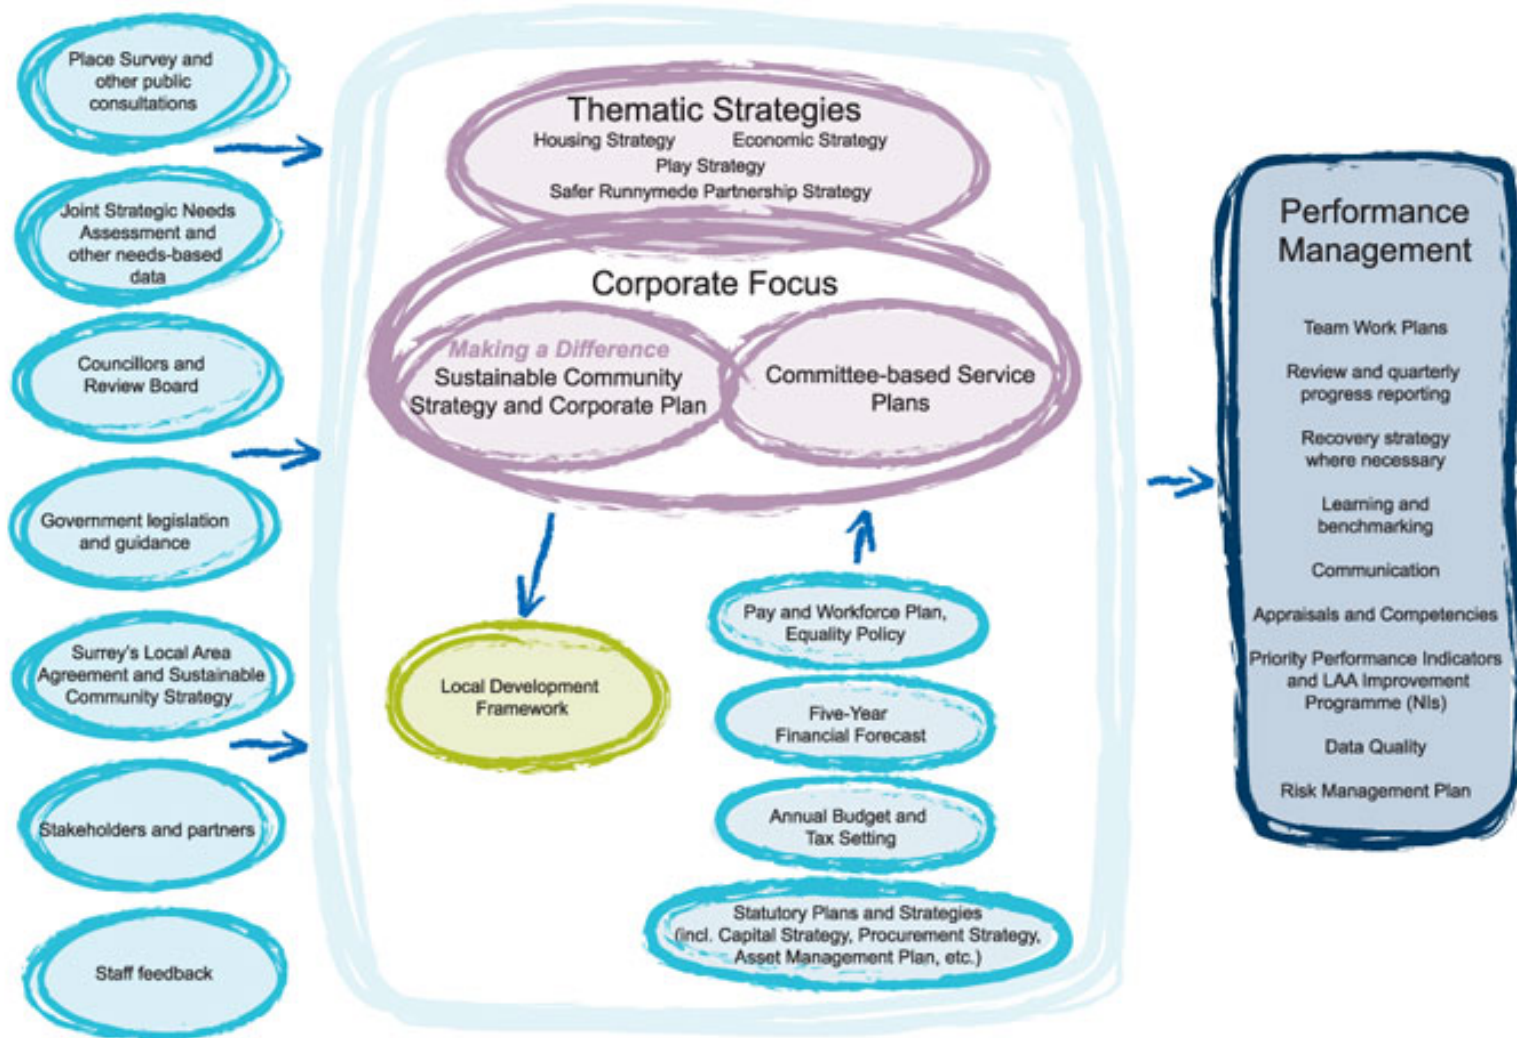 Place Survey and
other public
consultations
Joint Strategic Needs
Assessment and
other needs-based
data
Councillors and
Review Board
Government legislation
and guidance
Surrey's Local Area
Agreement and Sustainable
Community Strategy
Stakeholders and partners
Staff feedback
Thematic Strategies
Housing Strategy Economic Strategy
Play Strategy
Safer Runnymede Partnership Strategy
Corporate Focus
Making a Difference
Sustainable Community
Strategy and Corporate Plan
Committee-based Service
Plans
Local Development
Framework
Pay and Workforce Plan,
Equality Policy
Five-Year
Financial Forecast
Annual Budget and
Tax Setting
Statutory Plans and Strategies
(incl. Capital Strategy, Procurement Strategy,
Asset Management Plan, etc.)
Performance
Management
Team Work Plans
Review and quarterly
progress reporting
Recovery strategy
where necessary
Learning and
benchmarking
Communication
Appraisals and Competencies
Priority Performance Indicators
and LAA Improvement
Programme (NIs)
Data Quality
Risk Management Plan